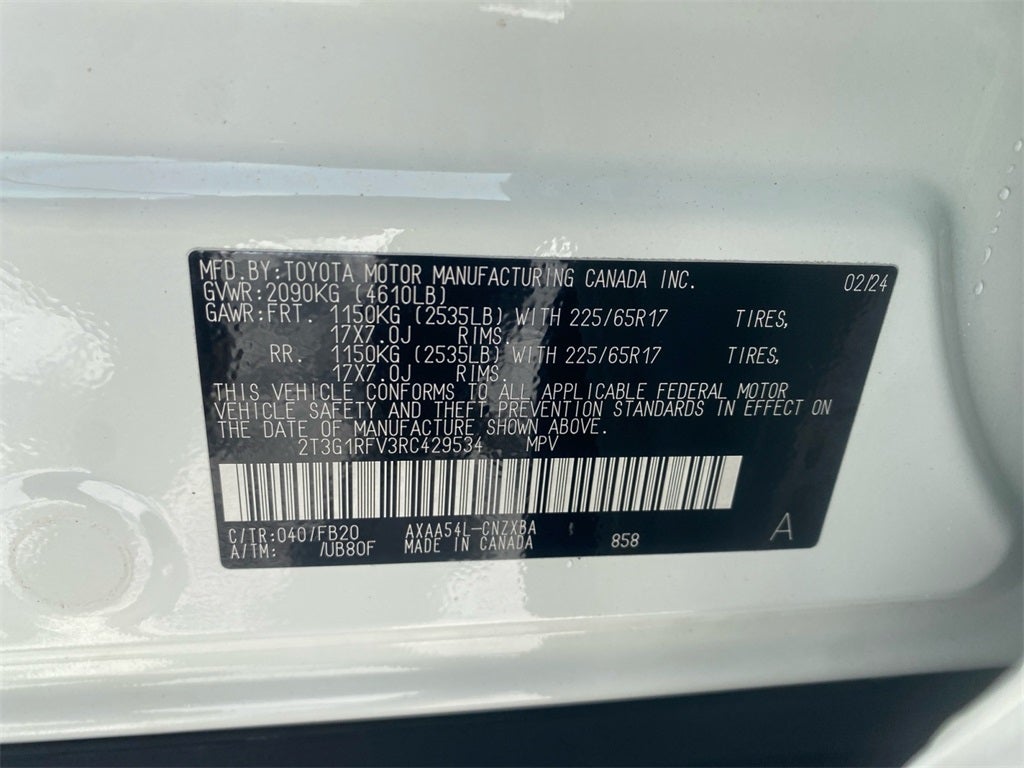 MFD.BY:TOYOTA MOTOR MANUFACTURING CANADA INC. 02/24
GVWR:2090KG (4610LB)
GAWR:FRT. 1150KG (2535LB) WITH 225/65R17 TIRES,
17X7.0J RIMS.
RR. 1150KG (2535LB) WITH 225/65R17 TIRES,
17X7.0J RIMS.
THIS VEHICLE CONFORMS TO ALL APPLICABLE FEDERAL MOTOR
VEHICLE SAFETY AND THEFT PREVENTION STANDARDS IN EFFECT ON
THE DATE OF MANUFACTURE SHOWN ABOVE.
2T3G1RFV3RC429534 MPV
C/TR:040/FB20 AXAA54L-CNZXBA
A/TM: /UB80F MADE IN CANADA 858 A